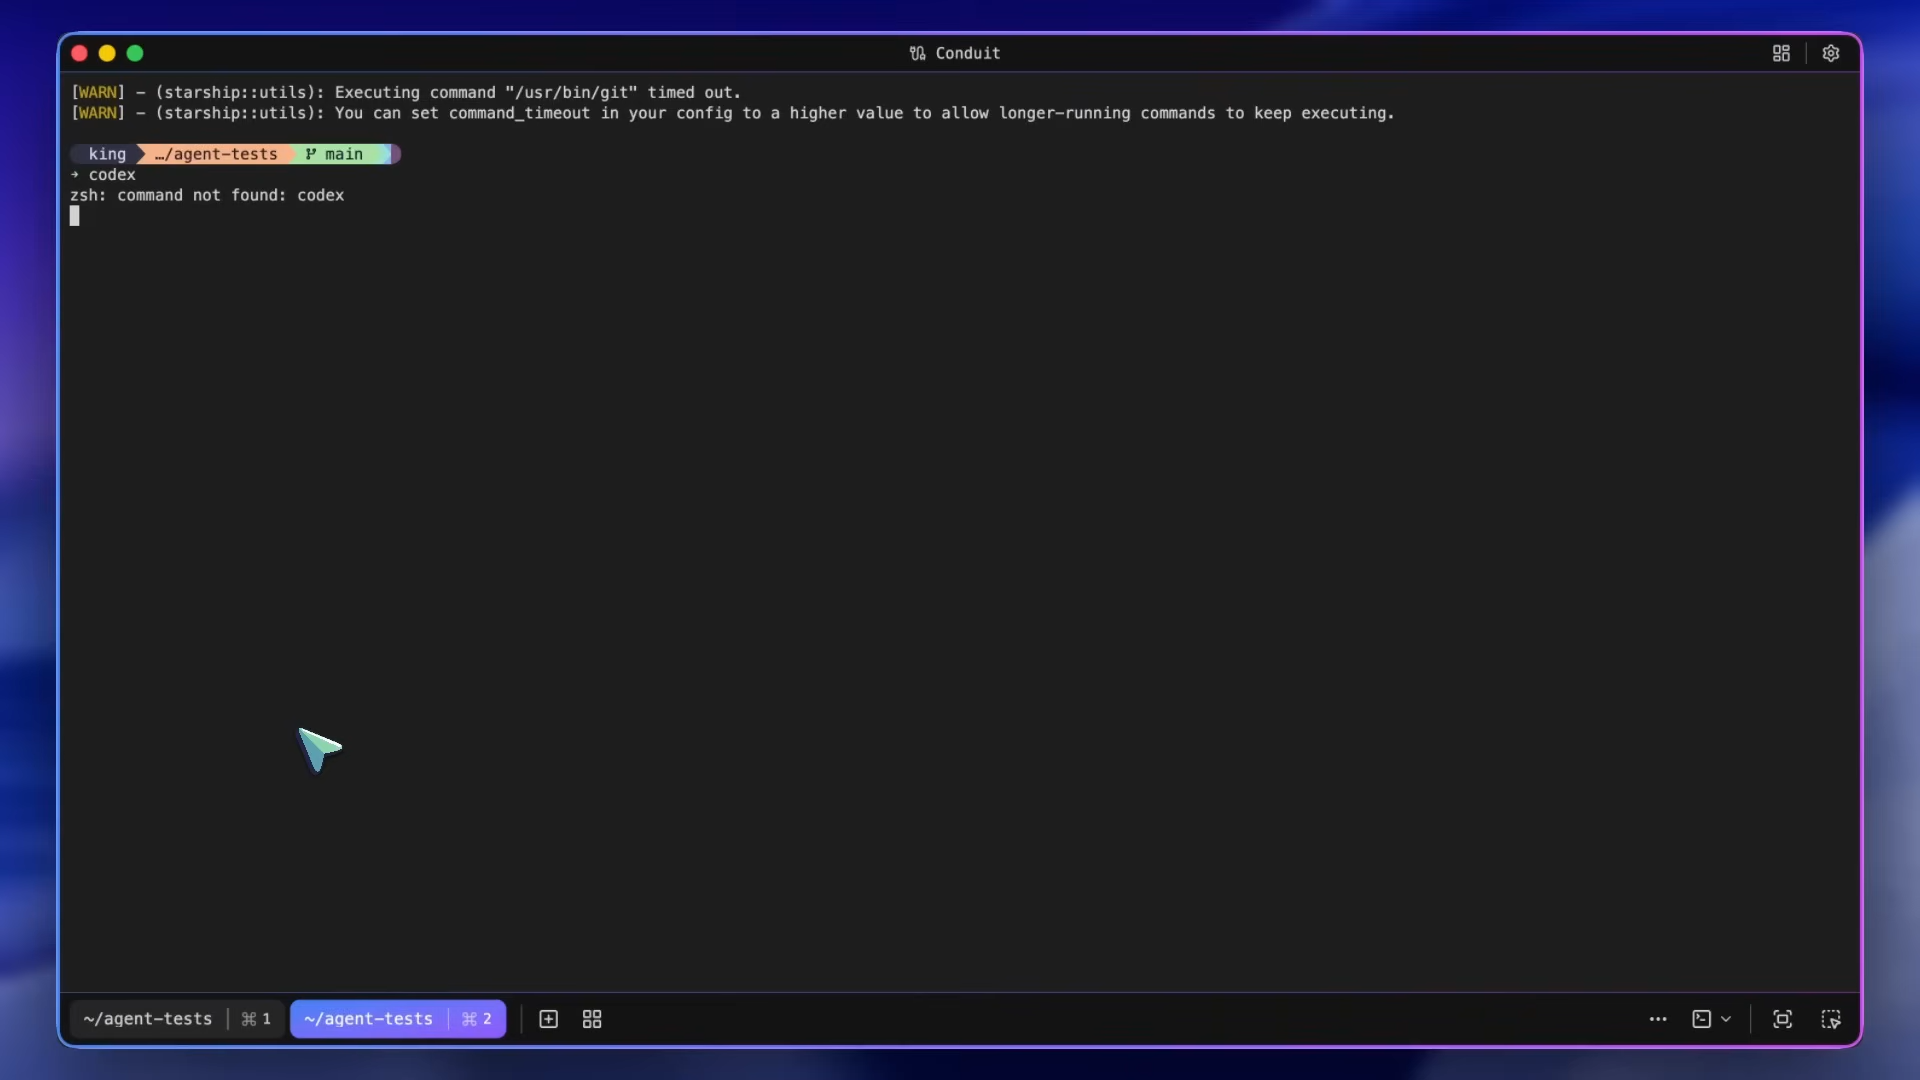 Conduit
[WARN] - (starship::utils): Executing command "/usr/bin/git" timed out.
[WARN] - (starship::utils): You can set command_timeout in your config to a higher value to allow longer-running commands to keep executing.
king …/agent-tests main
→ codex
zsh: command not found: codex
~/agent-tests ⌘ 1 ~/agent-tests ⌘ 2